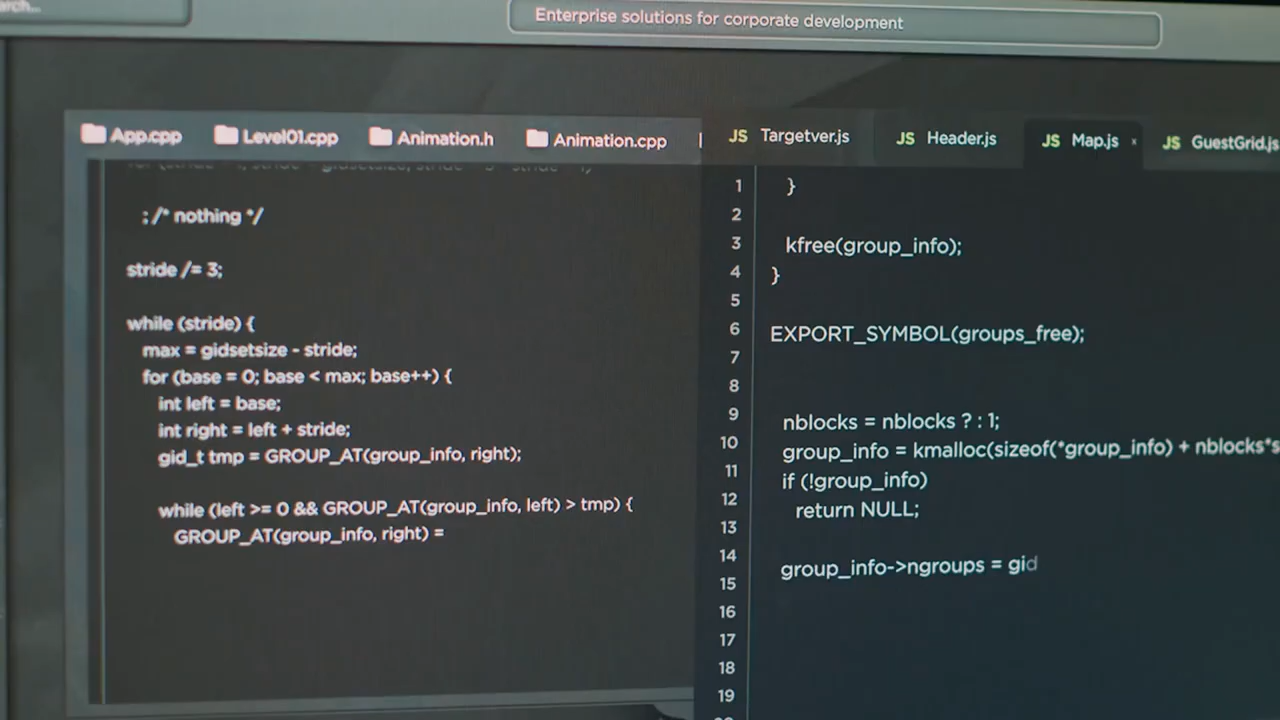 arch...
Enterprise solutions for corporate development
App.cpp
Level01.cpp
Animation.h
Animation.cpp
; /* nothing */
stride /= 3;
while (stride) {
max = gidsetsize - stride;
for (base = 0; base < max; base++) {
int left = base;
int right = left + stride;
gid_t tmp = GROUP_AT(group_info, right);
while (left >= 0 && GROUP_AT(group_info, left) > tmp) {
GROUP_AT(group_info, right) =
Targetver.js
Header.js
Map.js ×
GuestGrid.js
1 }
2
3 kfree(group_info);
4 }
5
6 EXPORT_SYMBOL(groups_free);
7
8
9 nblocks = nblocks ? : 1;
10 group_info = kmalloc(sizeof(*group_info) + nblocks*s
11 if (!group_info)
12 return NULL;
13
14 group_info->ngroups = gid
15
16
17
18
19